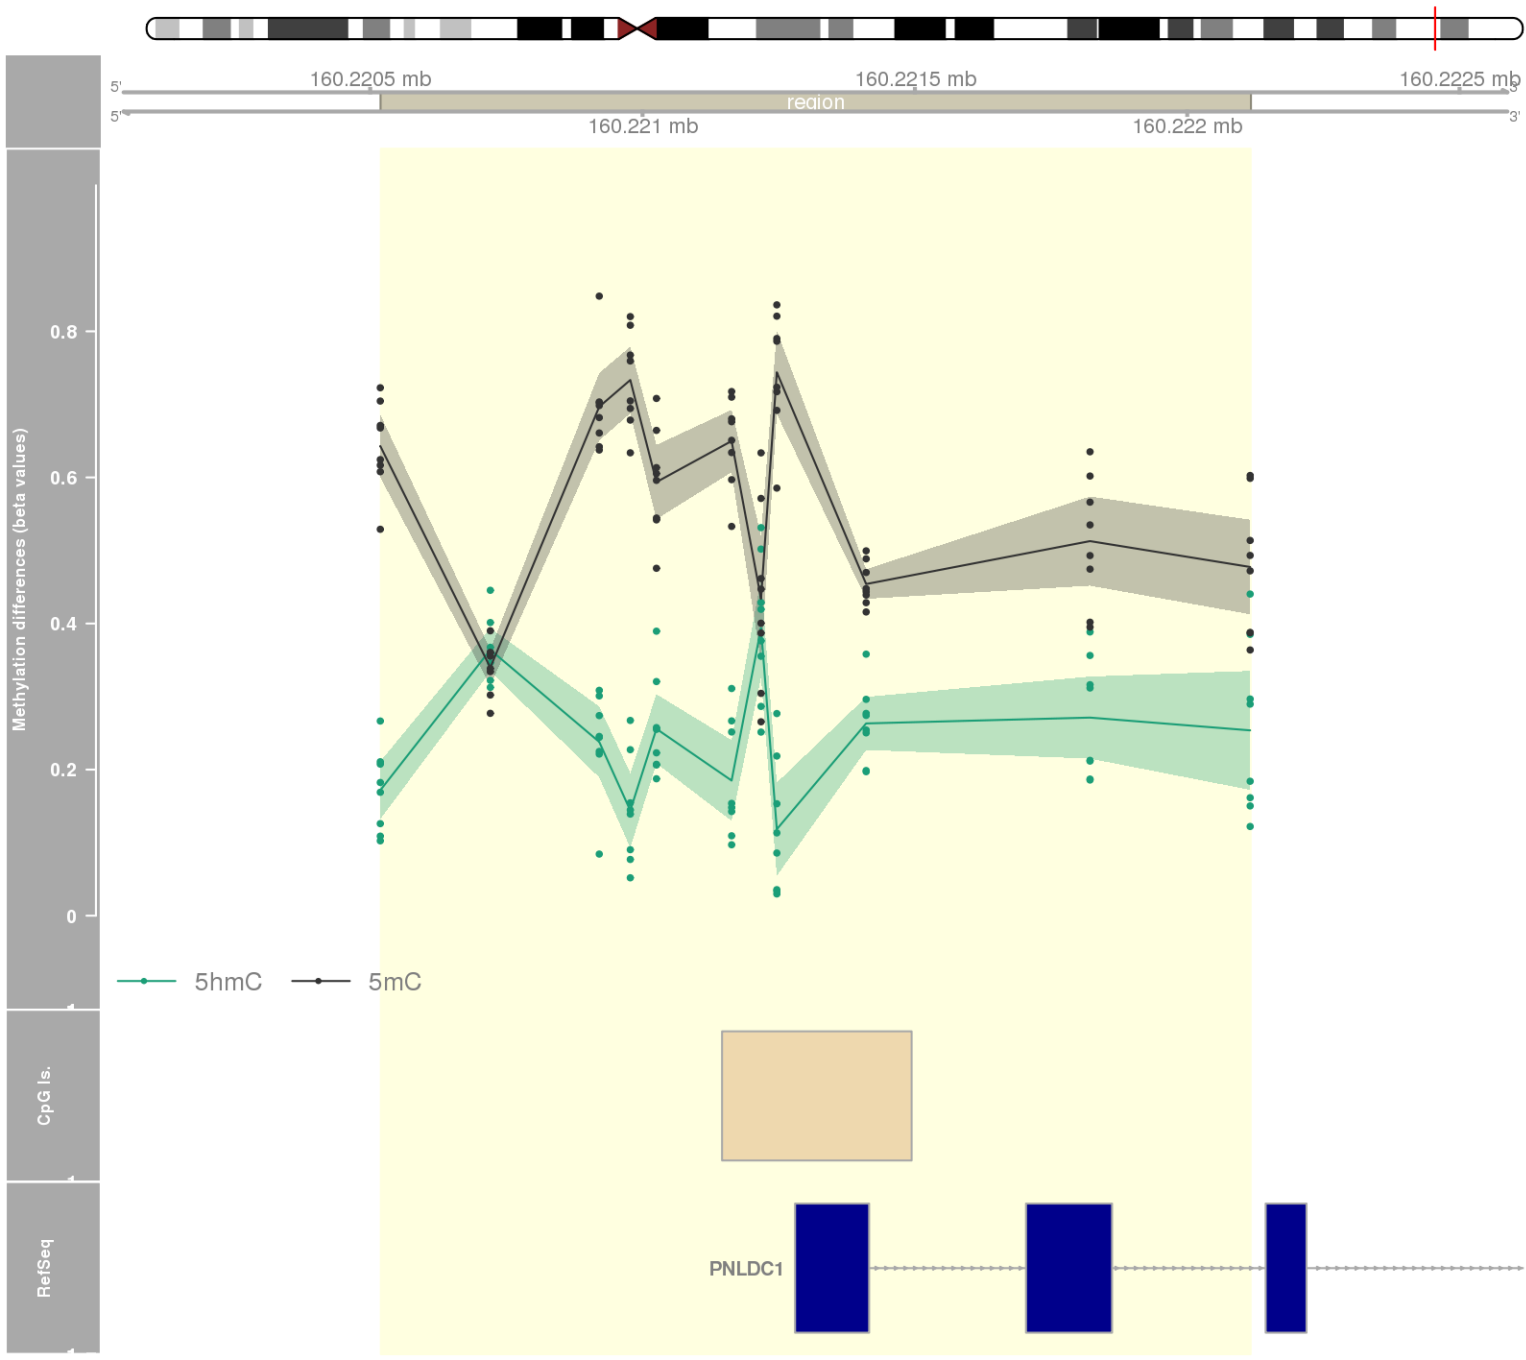 160.2205 mb
160.2215 mb
160.2225 mb
5'
3'
region
5'
3'
160.221 mb
160.222 mb
Methylation differences (beta values)
0.8
0.6
0.4
0.2
0
5hmC
5mC
CpG Is.
RefSeq
PNLDC1